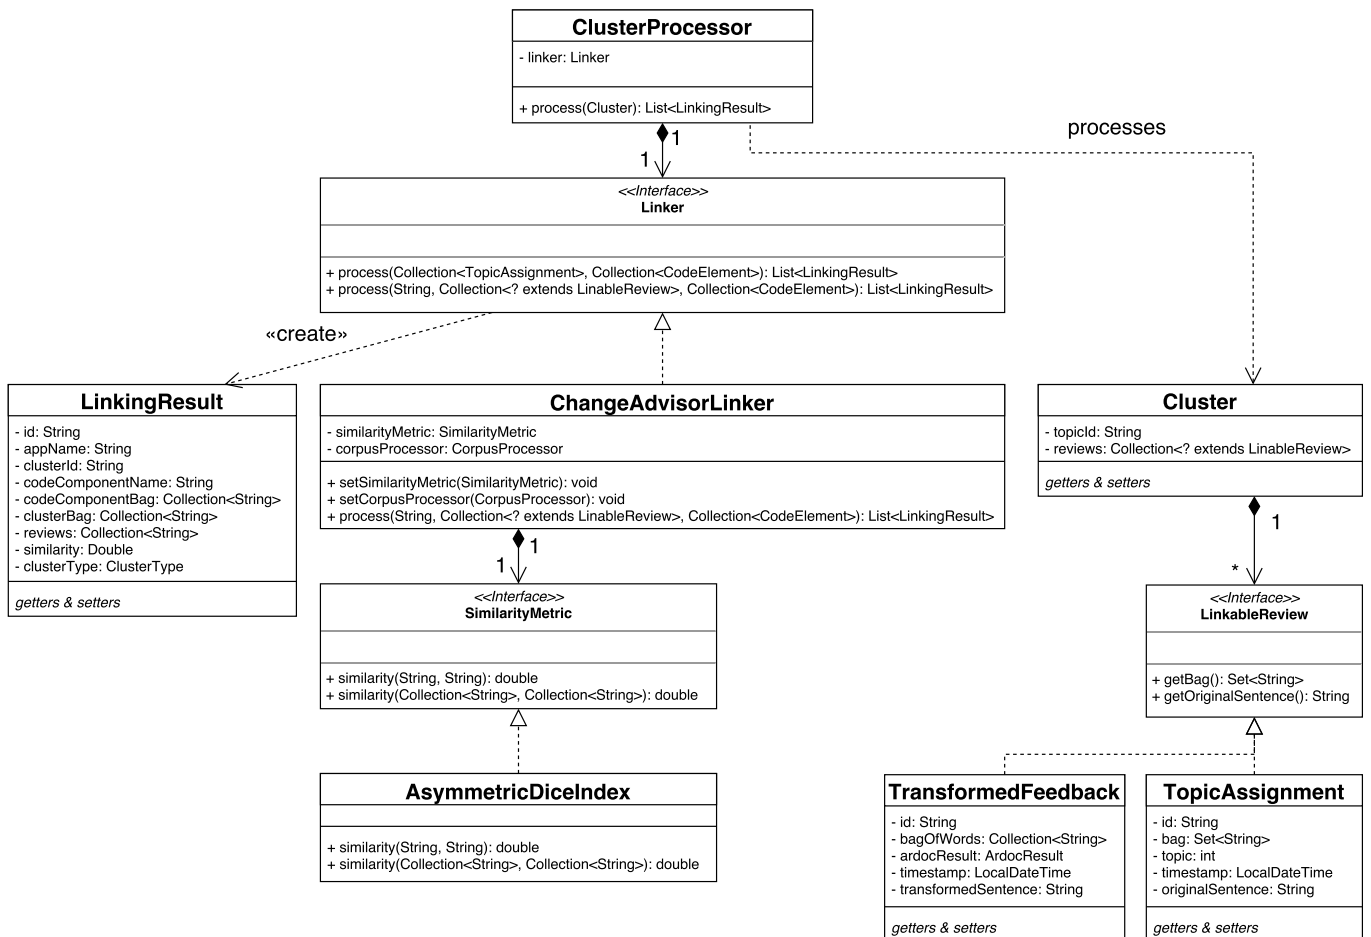 ClusterProcessor
- linker: Linker
+ process(Cluster): List<LinkingResult>
1
1
processes
<<Interface>>
Linker
+ process(Collection<TopicAssignment>, Collection<CodeElement>): List<LinkingResult>
+ process(String, Collection<? extends LinableReview>, Collection<CodeElement>): List<LinkingResult>
«create»
LinkingResult
- id: String
- appName: String
- clusterId: String
- codeComponentName: String
- codeComponentBag: Collection<String>
- clusterBag: Collection<String>
- reviews: Collection<String>
- similarity: Double
- clusterType: ClusterType
getters & setters
ChangeAdvisorLinker
- similarityMetric: SimilarityMetric
- corpusProcessor: CorpusProcessor
+ setSimilarityMetric(SimilarityMetric): void
+ setCorpusProcessor(CorpusProcessor): void
+ process(String, Collection<? extends LinableReview>, Collection<CodeElement>): List<LinkingResult>
Cluster
- topicId: String
- reviews: Collection<? extends LinableReview>
getters & setters
1
1
1
*
<<Interface>>
SimilarityMetric
+ similarity(String, String): double
+ similarity(Collection<String>, Collection<String>): double
<<Interface>>
LinkableReview
+ getBag(): Set<String>
+ getOriginalSentence(): String
AsymmetricDiceIndex
+ similarity(String, String): double
+ similarity(Collection<String>, Collection<String>): double
TransformedFeedback
- id: String
- bagOfWords: Collection<String>
- ardocResult: ArdocResult
- timestamp: LocalDateTime
- transformedSentence: String
getters & setters
TopicAssignment
- id: String
- bag: Set<String>
- topic: int
- timestamp: LocalDateTime
- originalSentence: String
getters & setters